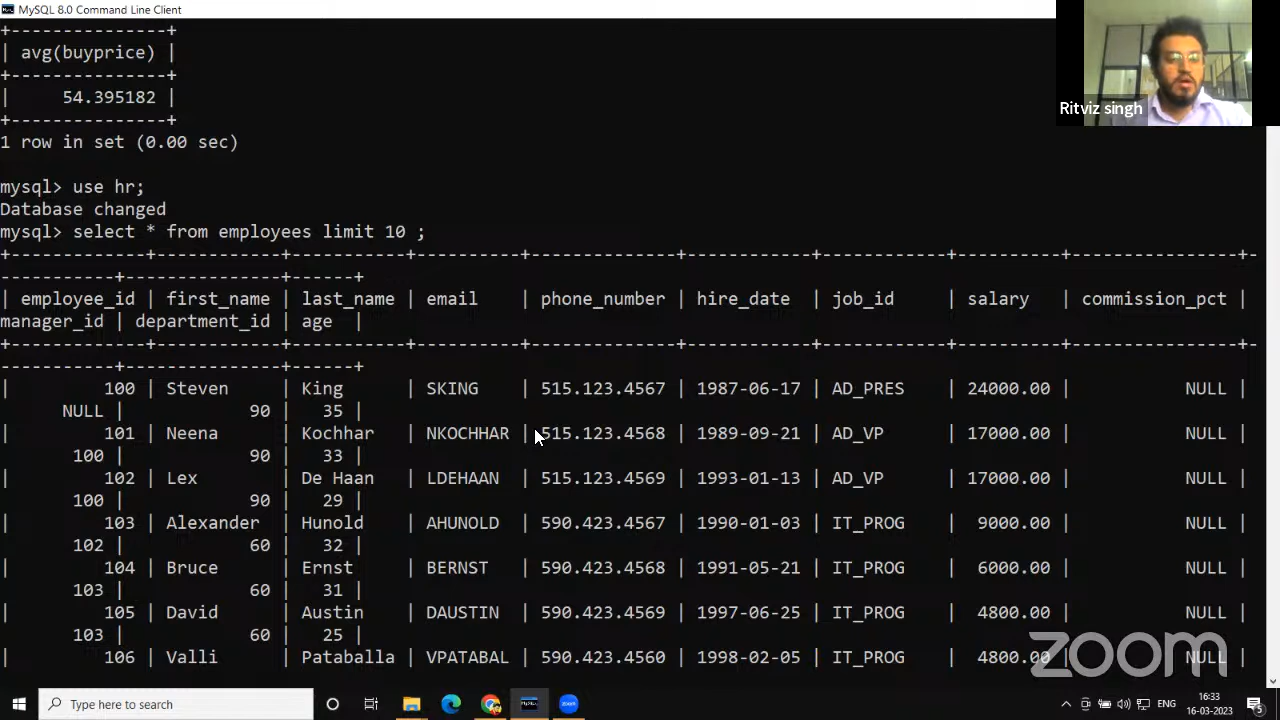 MySQL 8.0 Command Line Client
+---------------+
| avg(buyprice) |
+---------------+
|     54.395182 |
+---------------+
1 row in set (0.00 sec)
mysql> use hr;
Database changed
mysql> select * from employees limit 10 ;
+-------------+-------------+-----------+----------+--------------+------------+------------+----------+----------------+-
-----------+---------------+------+
| employee_id | first_name  | last_name | email    | phone_number | hire_date  | job_id     | salary   | commission_pct |
manager_id | department_id | age  |
+-------------+-------------+-----------+----------+--------------+------------+------------+----------+----------------+-
-----------+---------------+------+
|         100 | Steven      | King      | SKING    | 515.123.4567 | 1987-06-17 | AD_PRES    | 24000.00 |           NULL |
      NULL |            90 |   35 |
|         101 | Neena       | Kochhar   | NKOCHHAR | 515.123.4568 | 1989-09-21 | AD_VP      | 17000.00 |           NULL |
       100 |            90 |   33 |
|         102 | Lex         | De Haan   | LDEHAAN  | 515.123.4569 | 1993-01-13 | AD_VP      | 17000.00 |           NULL |
       100 |            90 |   29 |
|         103 | Alexander   | Hunold    | AHUNOLD  | 590.423.4567 | 1990-01-03 | IT_PROG    |  9000.00 |           NULL |
       102 |            60 |   32 |
|         104 | Bruce       | Ernst     | BERNST   | 590.423.4568 | 1991-05-21 | IT_PROG    |  6000.00 |           NULL |
       103 |            60 |   31 |
|         105 | David       | Austin    | DAUSTIN  | 590.423.4569 | 1997-06-25 | IT_PROG    |  4800.00 |           NULL |
       103 |            60 |   25 |
|         106 | Valli       | Pataballa | VPATABAL | 590.423.4560 | 1998-02-05 | IT_PROG    |  4800.00 |           NULL |
Ritviz singh
zoom
Type here to search
zoom
ENG
16:33
16-03-2023
5